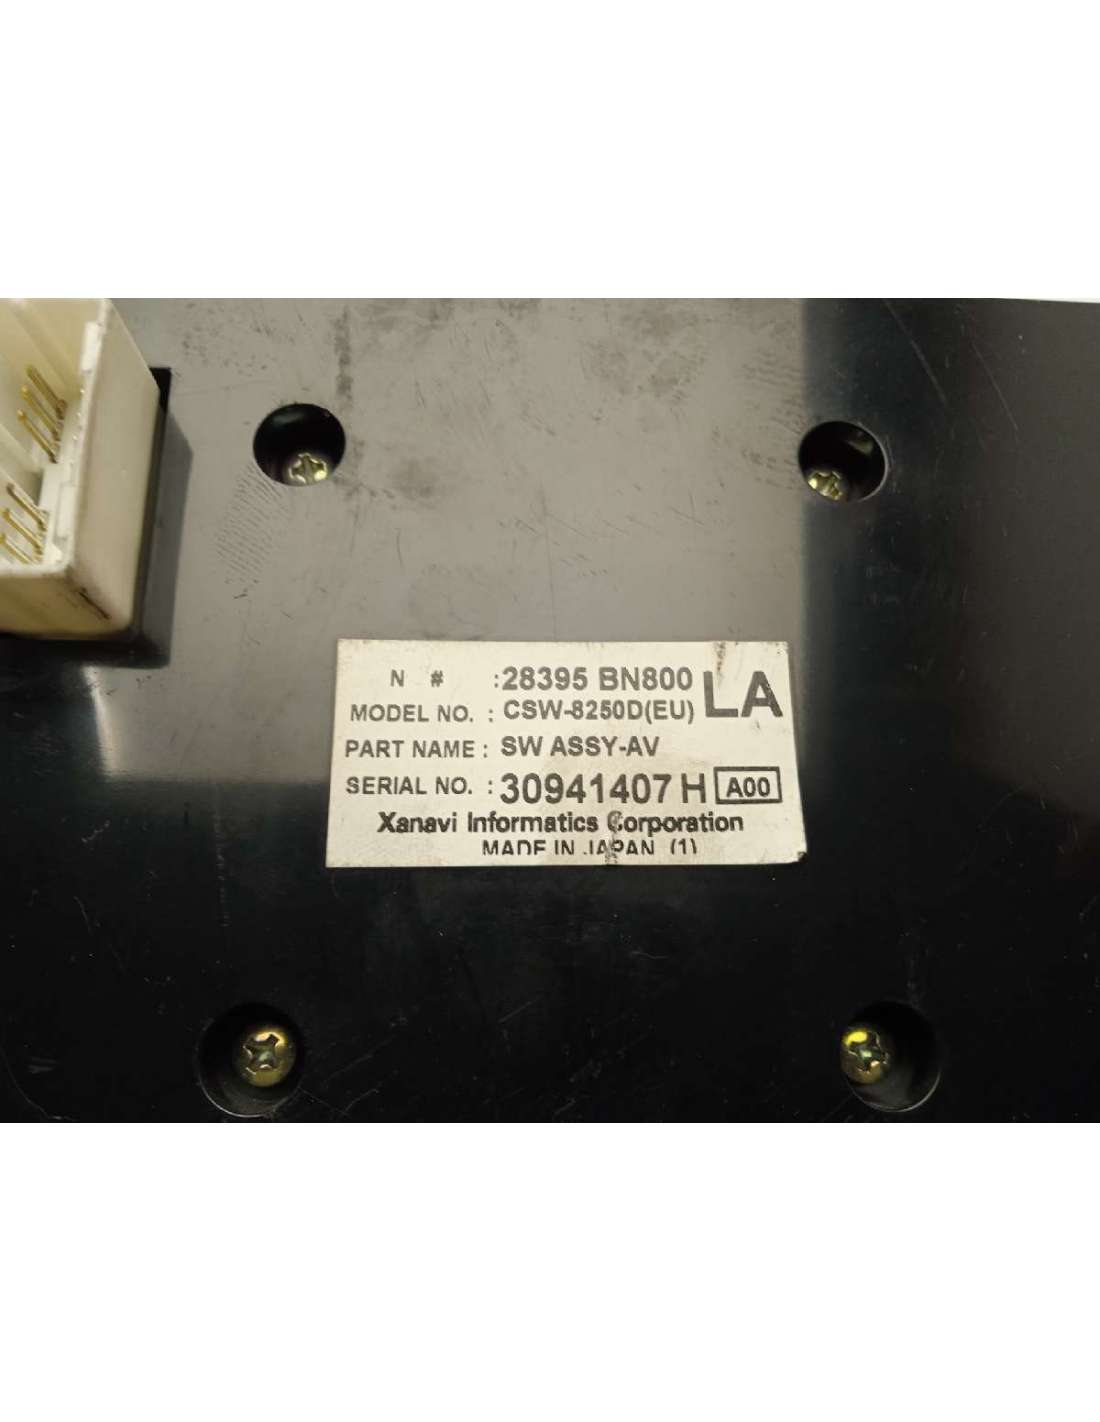 N # : 28395 BN800 LA
MODEL NO. : CSW-8250D(EU)
PART NAME : SW ASSY-AV
SERIAL NO. : 30941407 H A00
Xanavi Informatics Corporation
MADE IN JAPAN (1)